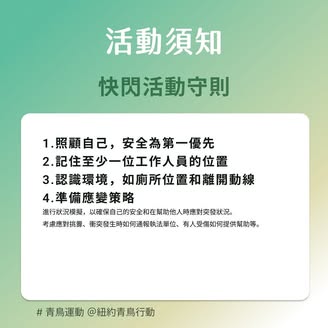 活動須知
快閃活動守則
1.照顧自己，安全為第一優先
2.記住至少一位工作人員的位置
3.認識環境，如廁所位置和離開動線
4.準備應變策略
進行狀況模擬，以確保自己的安全和在幫助他人時應對突發狀況。
考慮應對挑釁、衝突發生時如何通報執法單位、有人受傷如何提供幫助等。
# 青鳥運動 @紐約青鳥行動